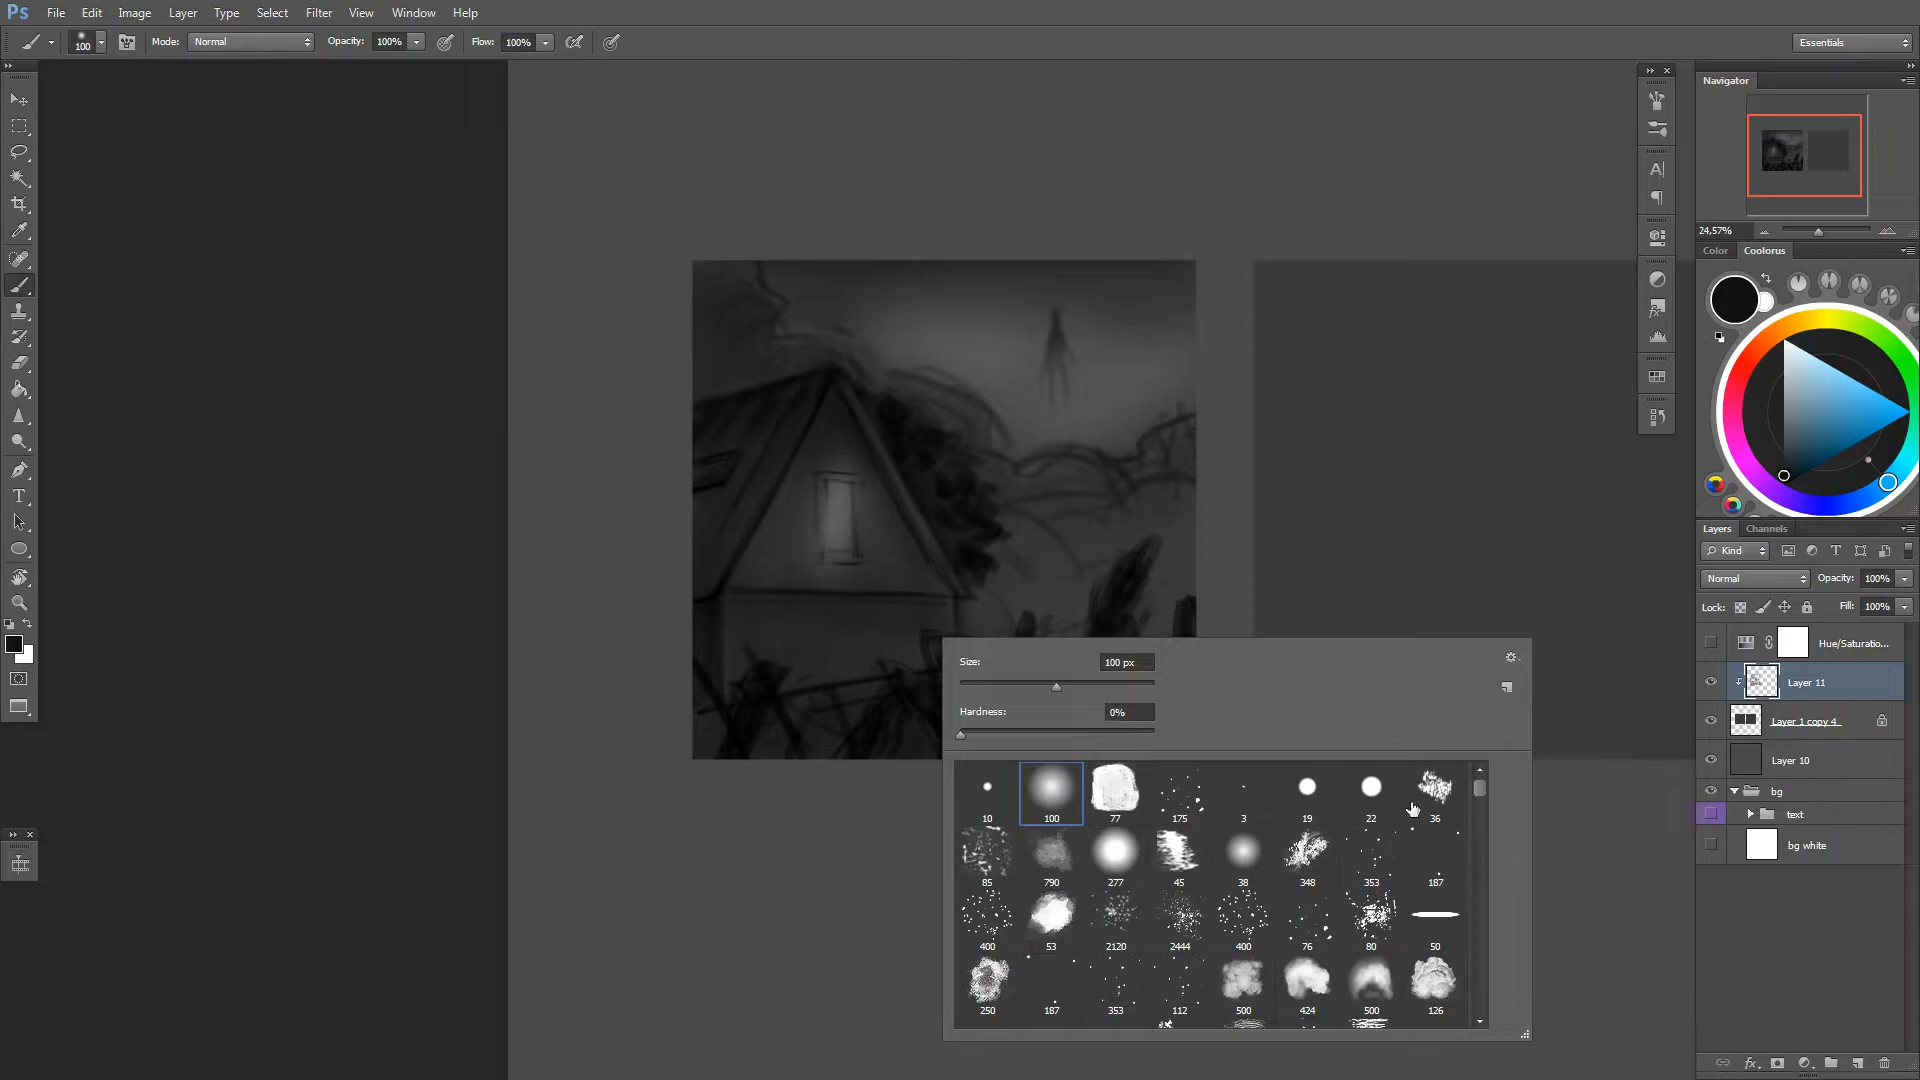 Ps File Edit Image Layer Type Select Filter View Window Help
100 Mode: Normal Opacity: 100% Flow: 100% Essentials
Navigator
24,57%
Color Coolorus
Layers Channels
Kind
Normal Opacity: 100%
Lock: Fill: 100%
Hue/Saturatio...
Layer 11
Layer 1 copy 4
Layer 10
bg
text
bg white
Size: 100 px
Hardness: 0%
10 100 77 175 3 19 22 36
85 790 277 45 38 348 353 187
400 53 2120 2444 400 76 80 50
250 187 353 112 500 424 500 126